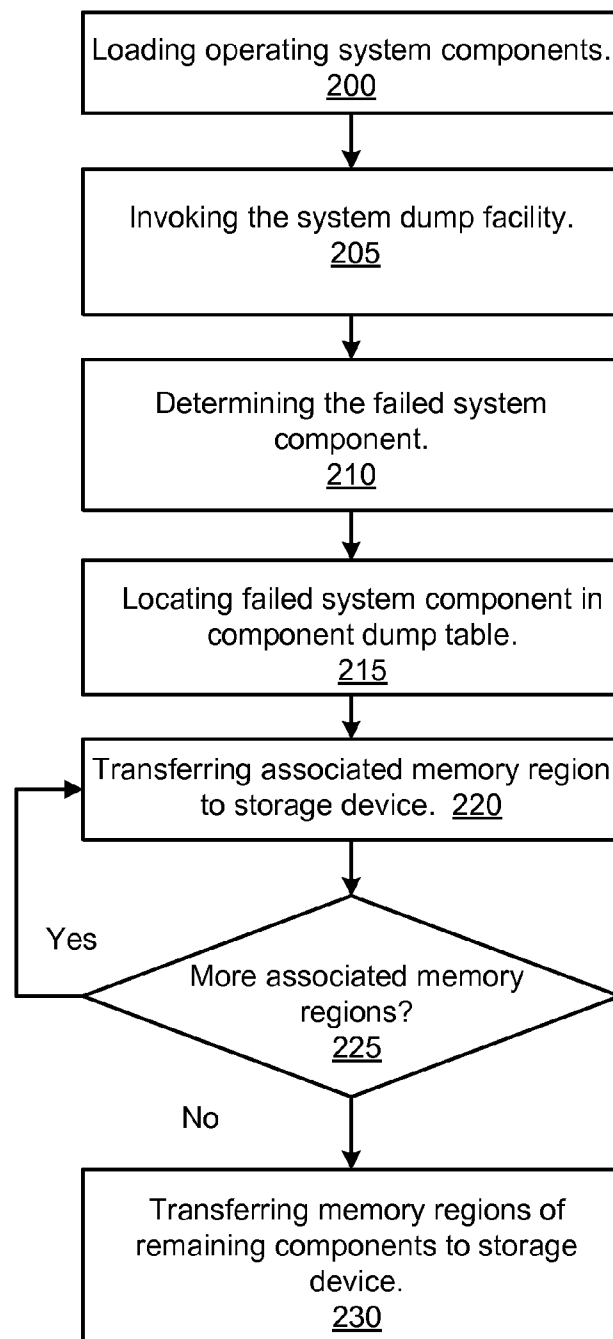 Loading operating system components.
200
Invoking the system dump facility.
205
Determining the failed system
component.
210
Locating failed system component in
component dump table.
215
Transferring associated memory region
to storage device. 220
Yes
More associated memory
regions?
225
No
Transferring memory regions of
remaining components to storage
device.
230